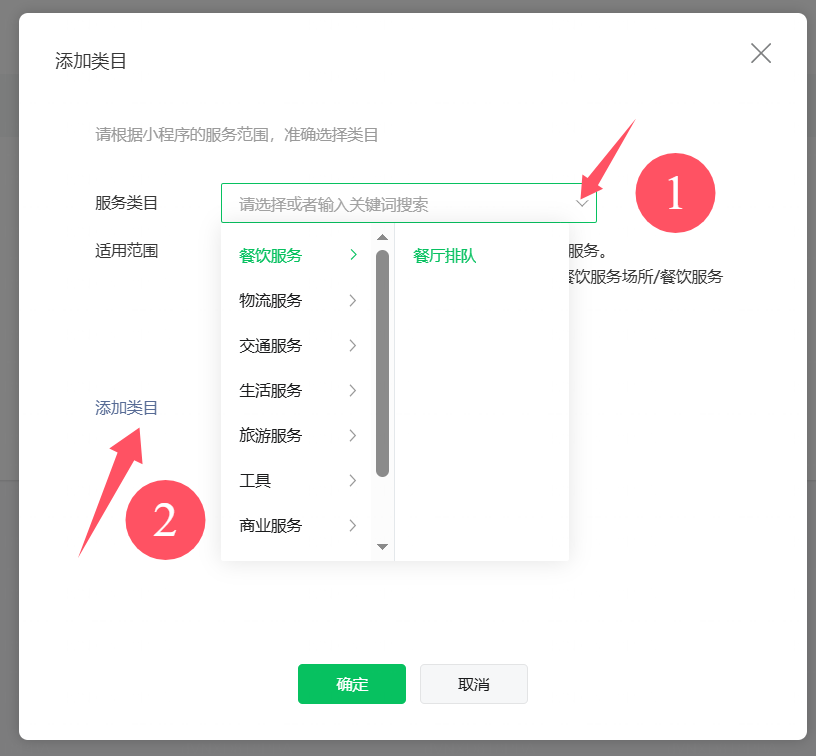 添加类目
请根据小程序的服务范围，准确选择类目
服务类目
请选择或者输入关键词搜索
1
适用范围
服务。
餐饮服务场所/餐饮服务
餐饮服务
餐厅排队
物流服务
交通服务
生活服务
添加类目
旅游服务
工具
2
商业服务
确定
取消